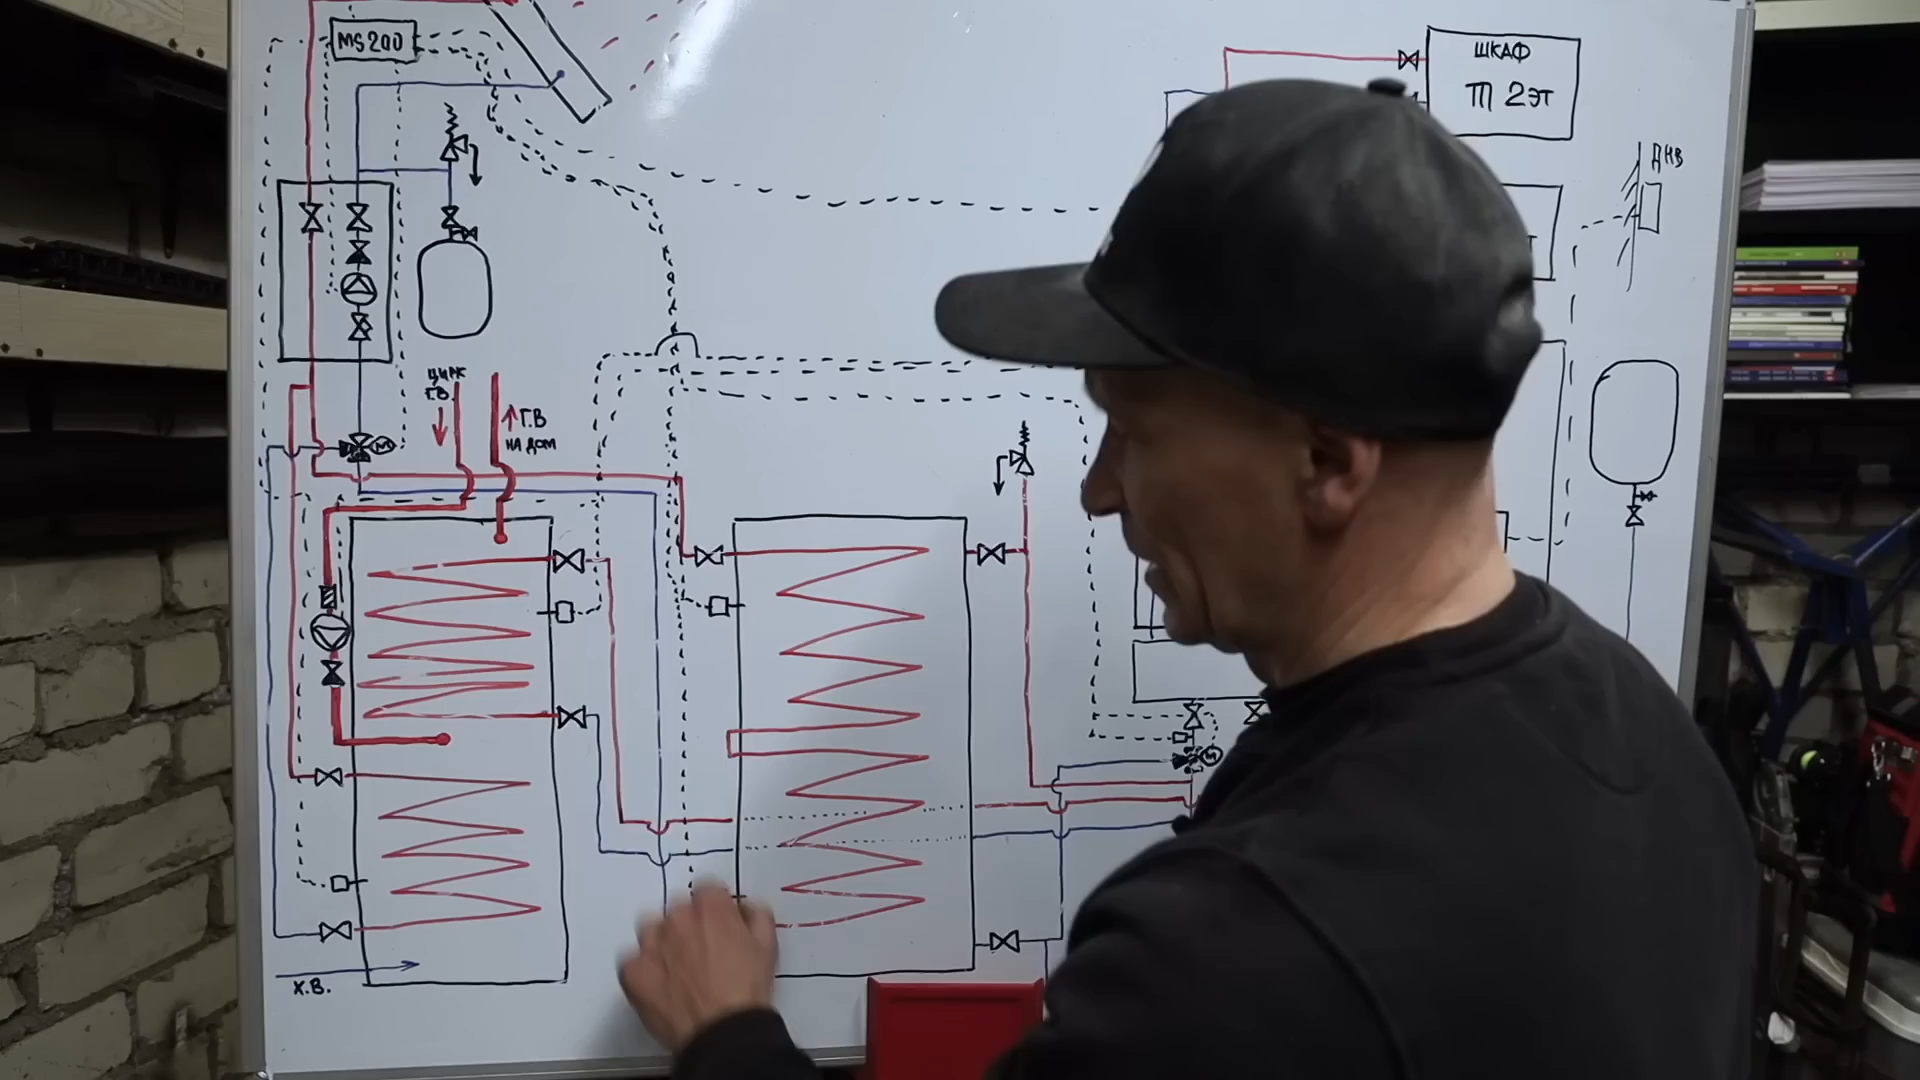 MS200
ШКАФ
ТП 2эт
ДНВ
ЦИРК
Г.В.
Г.В
НА ДОМ
М
М
Х.В.